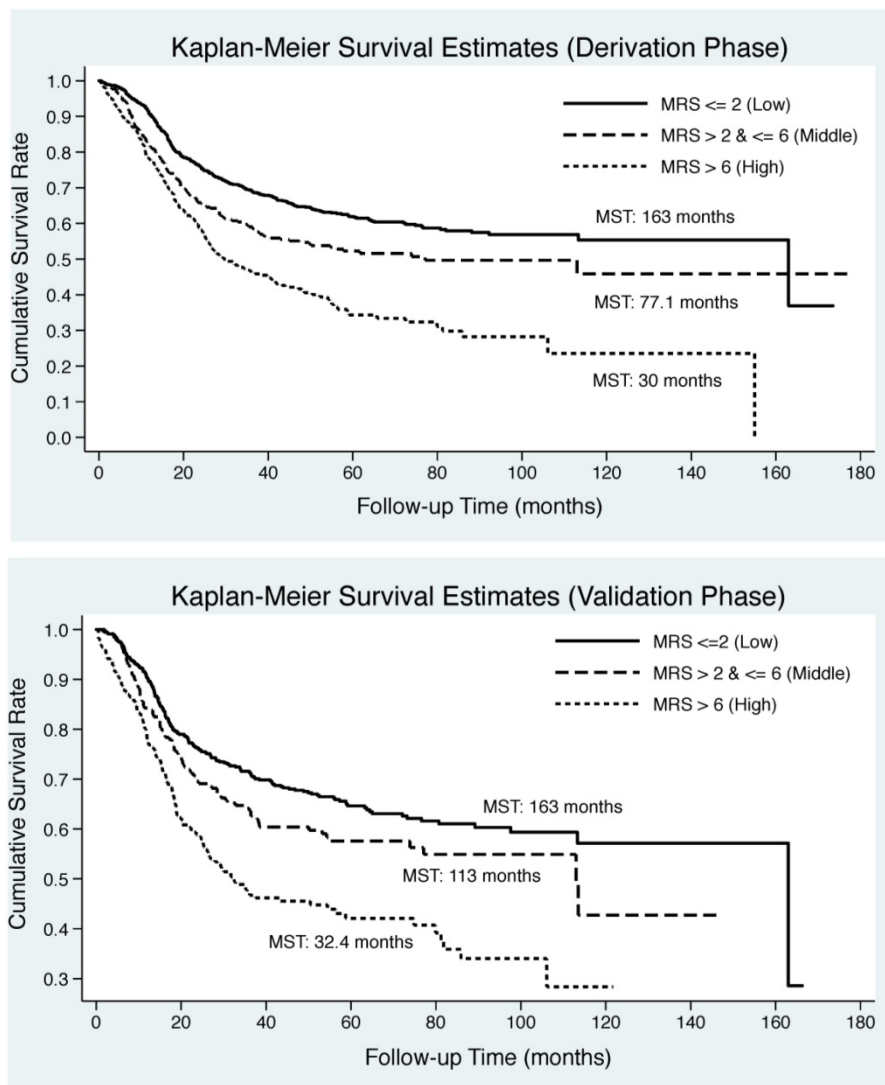 Kaplan-Meier Survival Estimates (Derivation Phase)
Cumulative Survival Rate
1.0
0.9
0.8
0.7
0.6
0.5
0.4
0.3
0.2
0.1
0.0
MRS <= 2 (Low)
MRS > 2 & <= 6 (Middle)
MRS > 6 (High)
MST: 163 months
MST: 77.1 months
MST: 30 months
0 20 40 60 80 100 120 140 160 180
Follow-up Time (months)
Kaplan-Meier Survival Estimates (Validation Phase)
Cumulative Survival Rate
1.0
0.9
0.8
0.7
0.6
0.5
0.4
0.3
MRS <=2 (Low)
MRS > 2 & <= 6 (Middle)
MRS > 6 (High)
MST: 163 months
MST: 113 months
MST: 32.4 months
0 20 40 60 80 100 120 140 160 180
Follow-up Time (months)